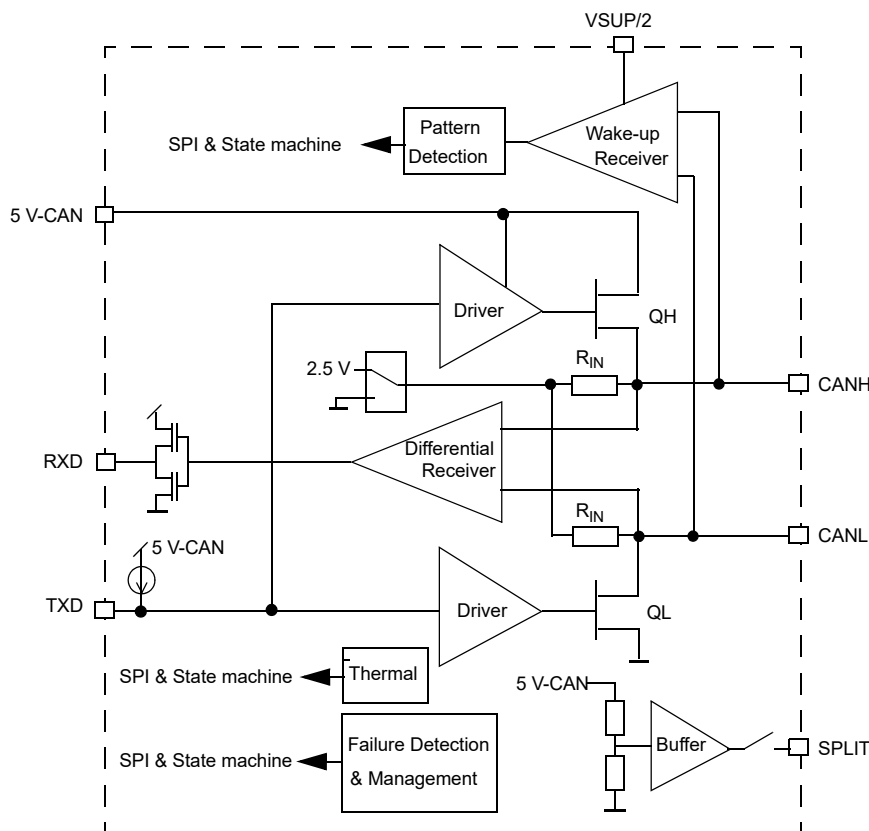 VSUP/2
Pattern
Detection
SPI & State machine
Wake-up
Receiver
5 V-CAN
Driver
QH
2.5 V
RIN
CANH
RXD
Differential
Receiver
RIN
CANL
5 V-CAN
TXD
Driver
QL
SPI & State machine
Thermal
5 V-CAN
SPI & State machine
Failure Detection
& Management
Buffer
SPLIT